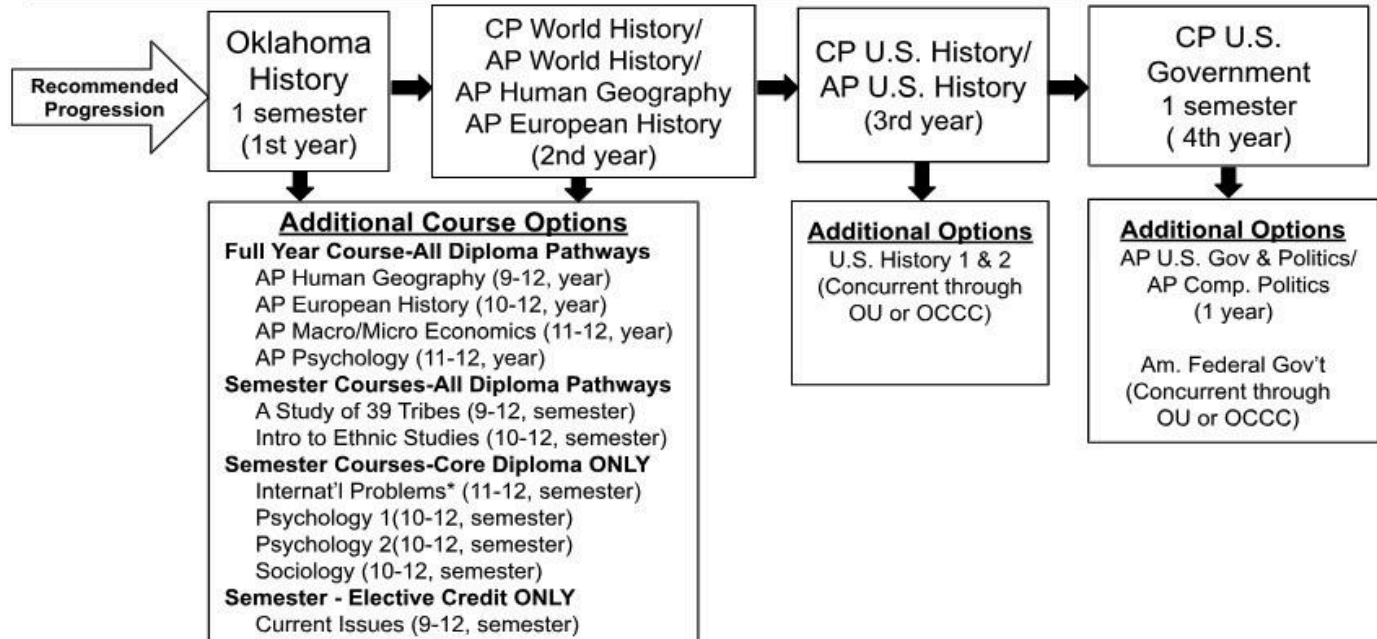 Recommended
Progression
Oklahoma
History
1 semester
(1st year)
CP World History/
AP World History/
AP Human Geography
AP European History
(2nd year)
CP U.S. History/
AP U.S. History
(3rd year)
CP U.S.
Government
1 semester
( 4th year)
Additional Course Options
Full Year Course-All Diploma Pathways
AP Human Geography (9-12, year)
AP European History (10-12, year)
AP Macro/Micro Economics (11-12, year)
AP Psychology (11-12, year)
Semester Courses-All Diploma Pathways
A Study of 39 Tribes (9-12, semester)
Intro to Ethnic Studies (10-12, semester)
Semester Courses-Core Diploma ONLY
Internat'l Problems* (11-12, semester)
Psychology 1(10-12, semester)
Psychology 2(10-12, semester)
Sociology (10-12, semester)
Semester - Elective Credit ONLY
Current Issues (9-12, semester)
Additional Options
U.S. History 1 & 2
(Concurrent through
OU or OCCC)
Additional Options
AP U.S. Gov & Politics/
AP Comp. Politics
(1 year)
Am. Federal Gov't
(Concurrent through
OU or OCCC)